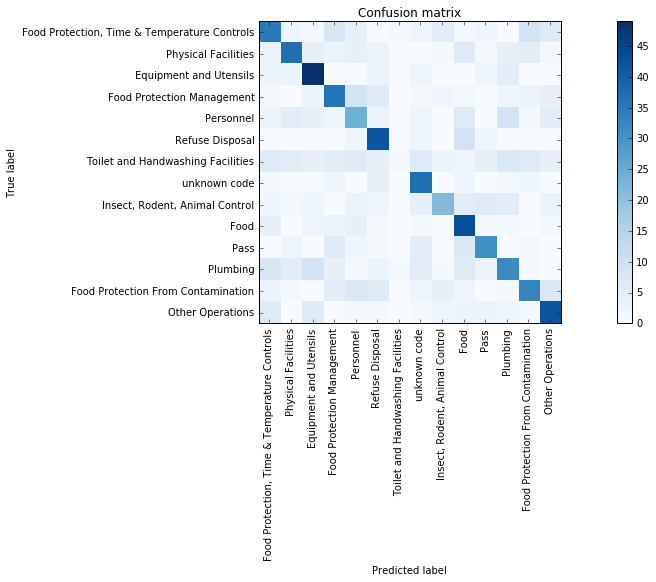 Confusion matrix
True label
Food Protection, Time & Temperature Controls
Physical Facilities
Equipment and Utensils
Food Protection Management
Personnel
Refuse Disposal
Toilet and Handwashing Facilities
unknown code
Insect, Rodent, Animal Control
Food
Pass
Plumbing
Food Protection From Contamination
Other Operations
Food Protection, Time & Temperature Controls
Physical Facilities
Equipment and Utensils
Food Protection Management
Personnel
Refuse Disposal
Toilet and Handwashing Facilities
unknown code
Insect, Rodent, Animal Control
Food
Pass
Plumbing
Food Protection From Contamination
Other Operations
Predicted label
45
40
35
30
25
20
15
10
5
0